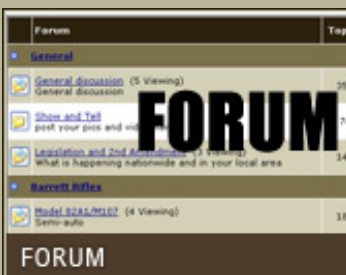 Forum
Top
General
General discussion (5 Viewing)
General discussion
Show and Tell
post your pics and
FORUM
Legislation and 2nd Amendment (3 Viewing)
What is happening nationwide and in your local area
Barrett Rifles
Model 82A1/M107 (4 Viewing)
Semi-auto
FORUM